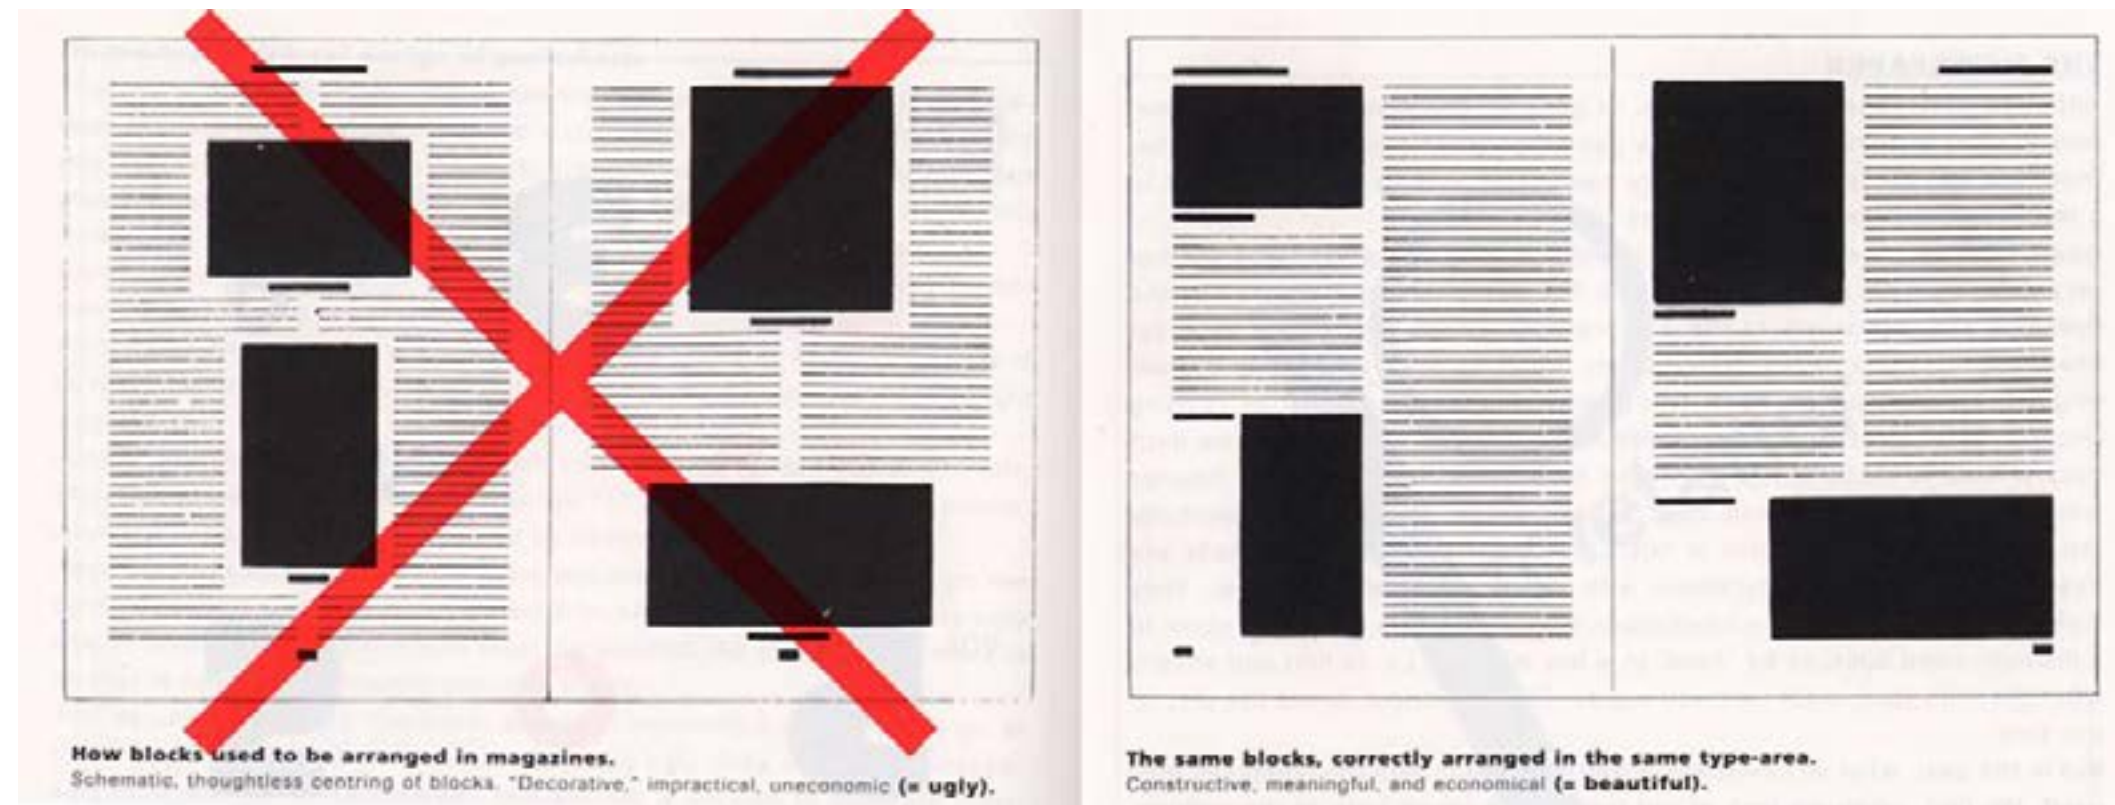 How blocks used to be arranged in magazines.
Schematic, thoughtless centring of blocks. "Decorative," impractical, uneconomic (= ugly).
The same blocks, correctly arranged in the same type-area.
Constructive, meaningful, and economical (= beautiful).